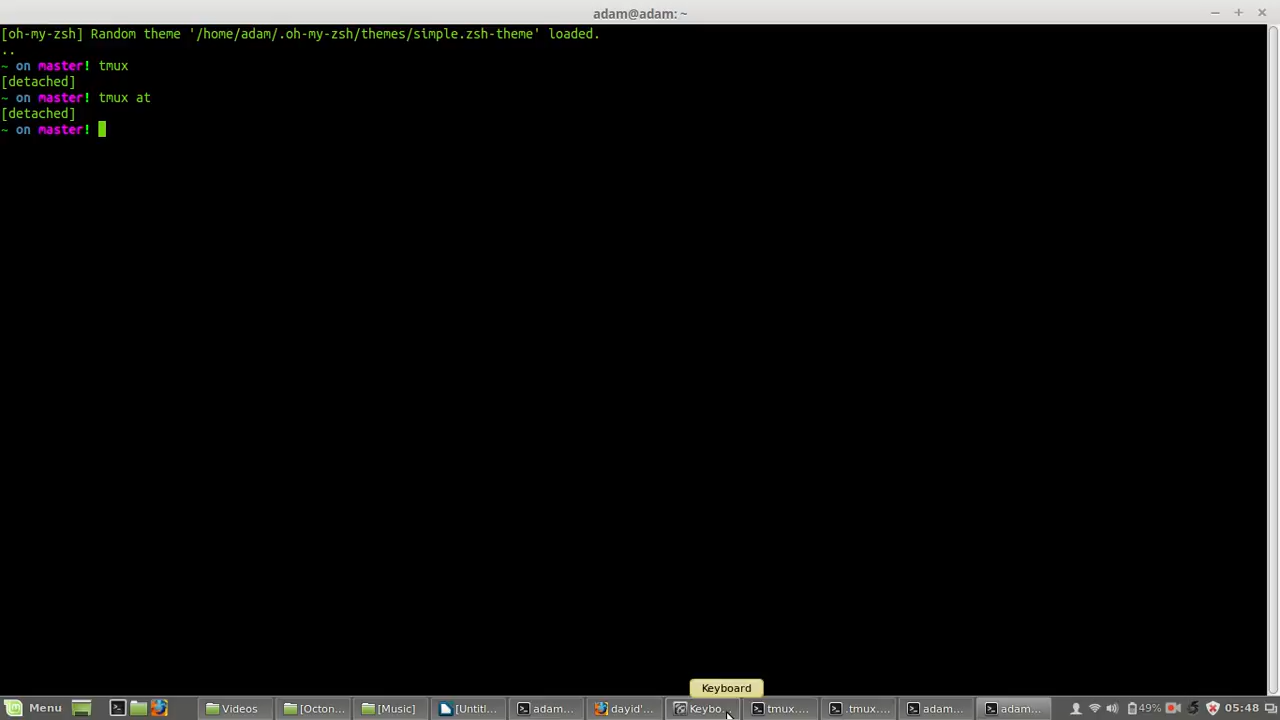 adam@adam: ~
[oh-my-zsh] Random theme '/home/adam/.oh-my-zsh/themes/simple.zsh-theme' loaded.
..
~ on master! tmux
[detached]
~ on master! tmux at
[detached]
~ on master!
Keyboard
Menu Videos [Octon... [Music] [Untitl... adam... dayid'... Keybo... tmux.... .tmux.... adam... adam... 49% 05:48